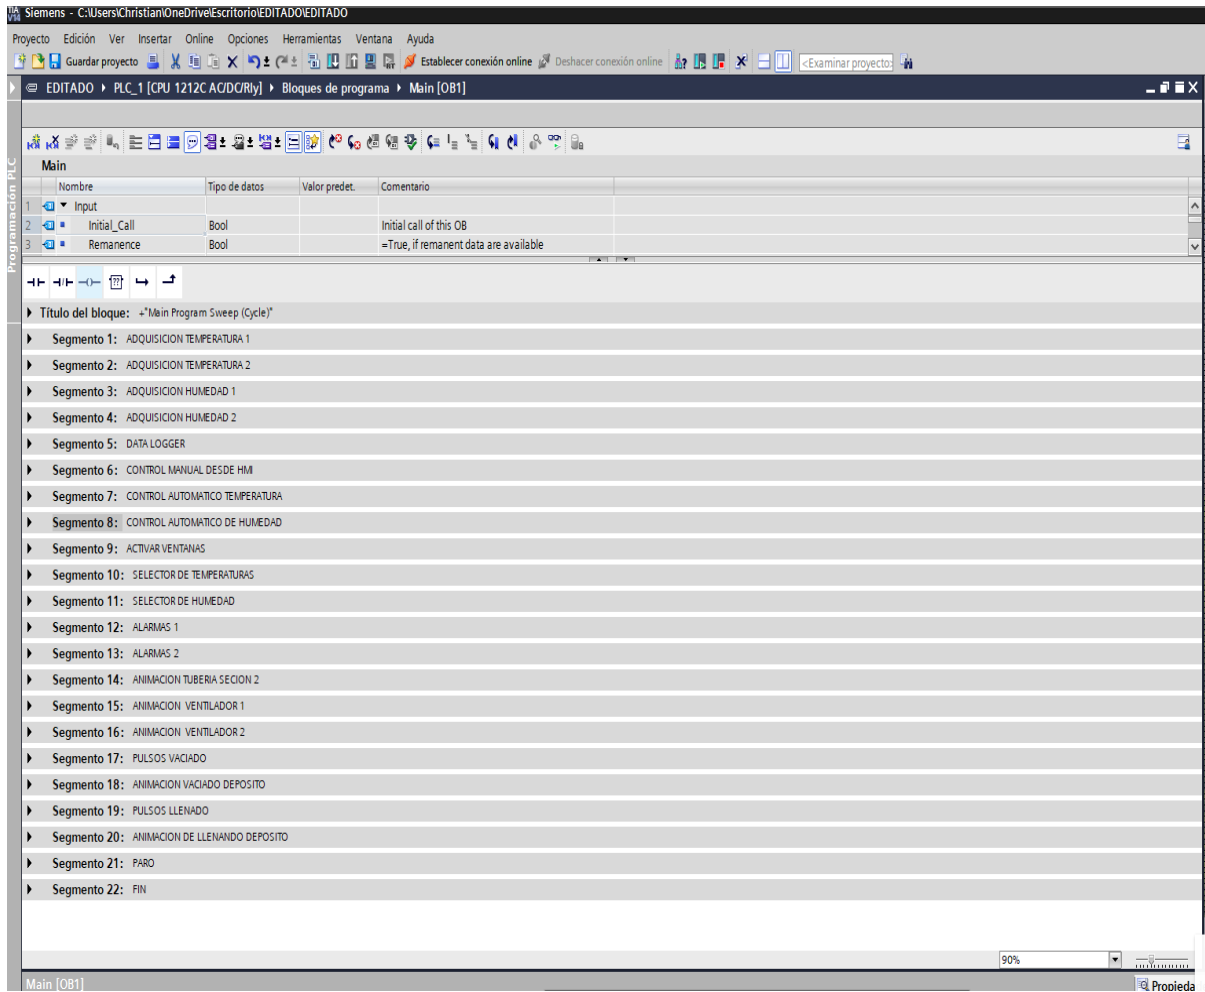 TIA V14 Siemens - C:\Users\Christian\OneDrive\Escritorio\EDITADO\EDITADO
Proyecto Edición Ver Insertar Online Opciones Herramientas Ventana Ayuda
Guardar proyecto Establecer conexión online Deshacer conexión online <Examinar proyecto>
EDITADO PLC_1 [CPU 1212C AC/DC/Rly] Bloques de programa Main [OB1]
Programación PLC
Main
Nombre Tipo de datos Valor predet. Comentario
1 Input
2 Initial_Call Bool Initial call of this OB
3 Remanence Bool =True, if remanent data are available
??
Título del bloque: +"Main Program Sweep (Cycle)"
Segmento 1: ADQUISICION TEMPERATURA 1
Segmento 2: ADQUISICION TEMPERATURA 2
Segmento 3: ADQUISICION HUMEDAD 1
Segmento 4: ADQUISICION HUMEDAD 2
Segmento 5: DATA LOGGER
Segmento 6: CONTROL MANUAL DESDE HMI
Segmento 7: CONTROL AUTOMATICO TEMPERATURA
Segmento 8: CONTROL AUTOMATICO DE HUMEDAD
Segmento 9: ACTIVAR VENTANAS
Segmento 10: SELECTOR DE TEMPERATURAS
Segmento 11: SELECTOR DE HUMEDAD
Segmento 12: ALARMAS 1
Segmento 13: ALARMAS 2
Segmento 14: ANIMACION TUBERIA SECION 2
Segmento 15: ANIMACION VENTILADOR 1
Segmento 16: ANIMACION VENTILADOR 2
Segmento 17: PULSOS VACIADO
Segmento 18: ANIMACION VACIADO DEPOSITO
Segmento 19: PULSOS LLENADO
Segmento 20: ANIMACION DE LLENANDO DEPOSITO
Segmento 21: PARO
Segmento 22: FIN
90%
Main [OB1] Propieda